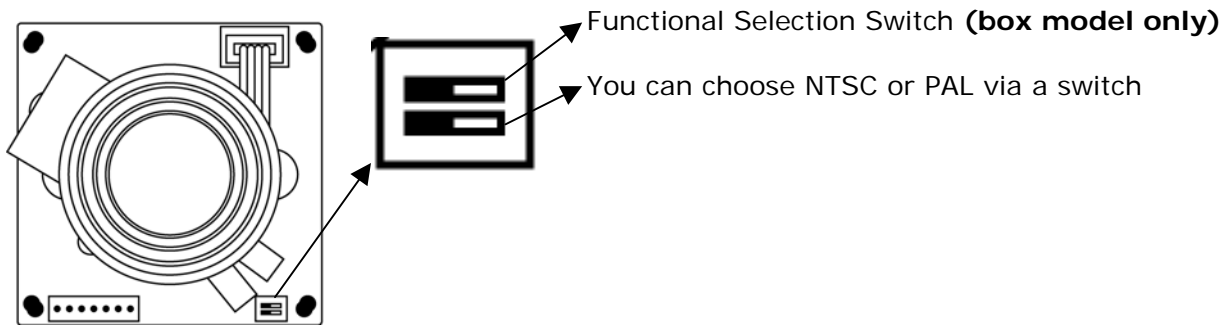 Functional Selection Switch (box model only)
You can choose NTSC or PAL via a switch